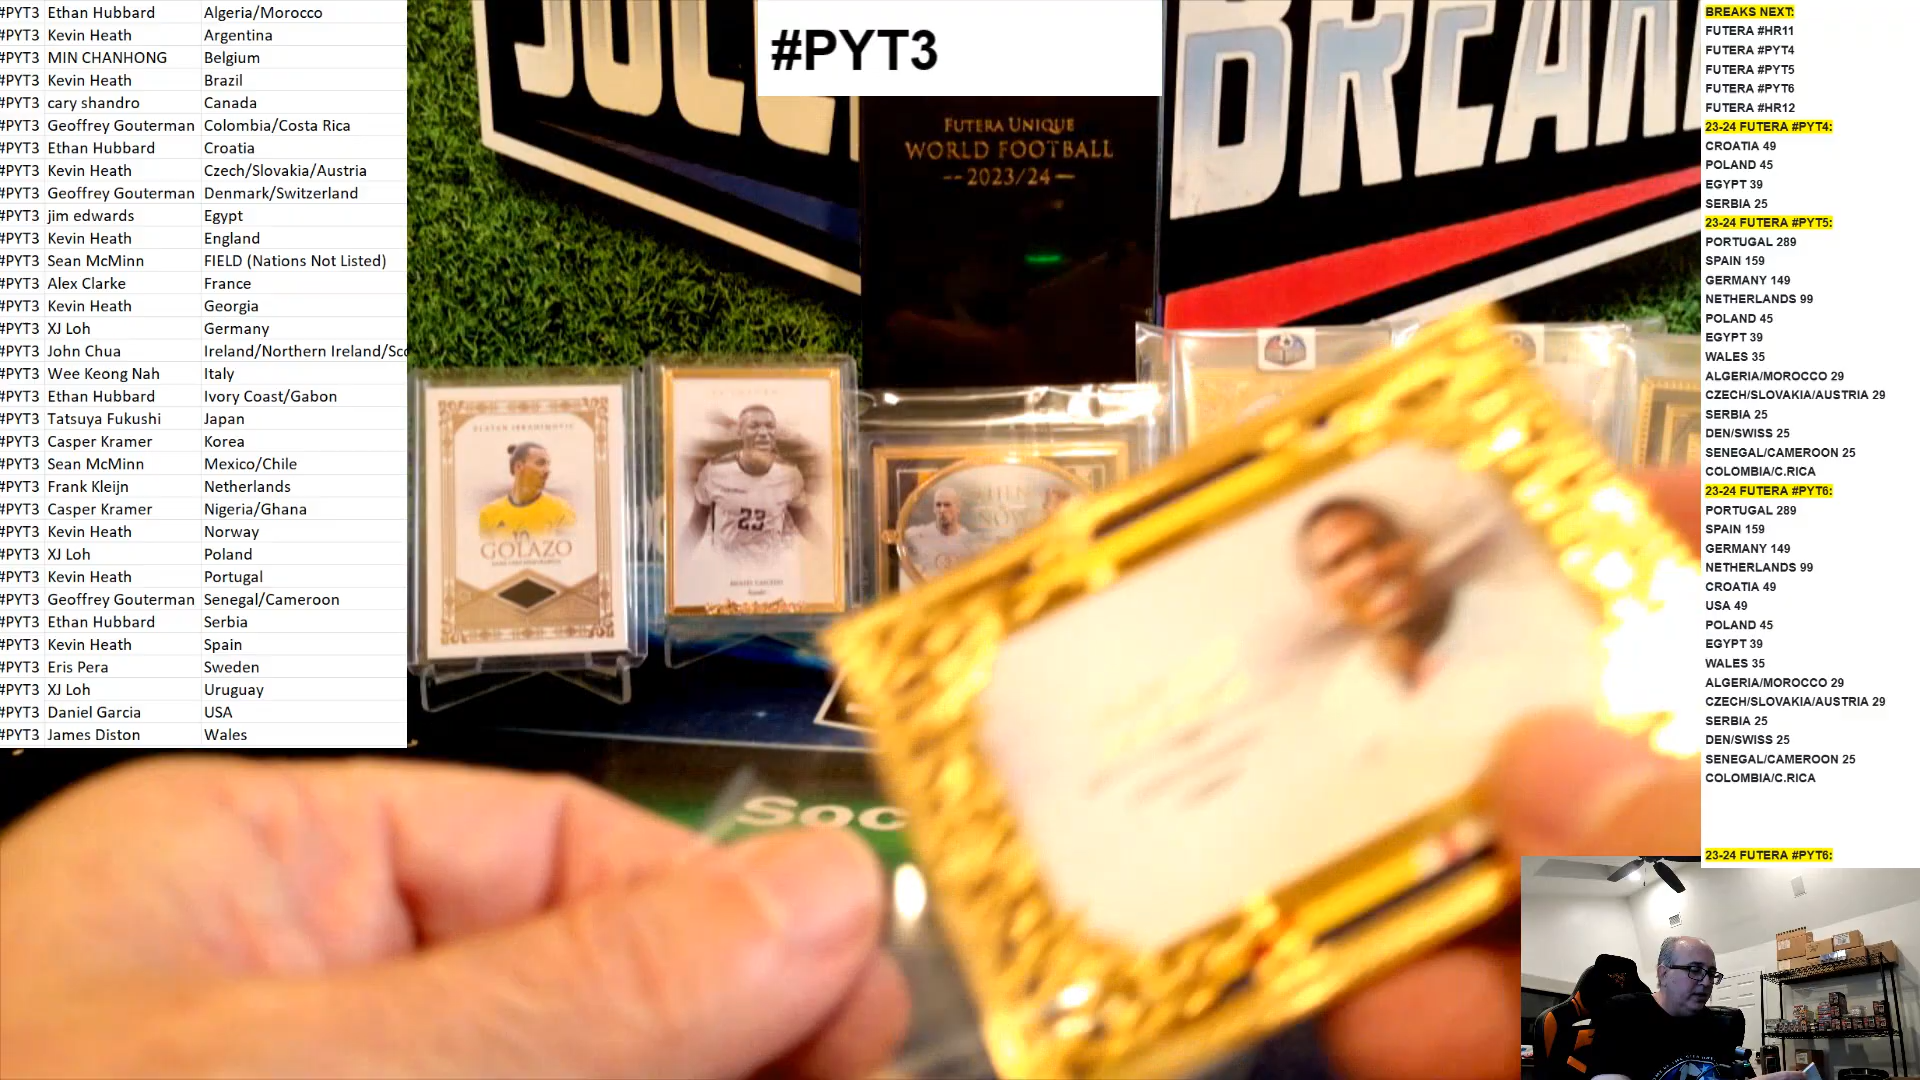 #PYT3 Ethan Hubbard Algeria/Morocco
#PYT3 Kevin Heath Argentina
#PYT3 MIN CHANHONG Belgium
#PYT3 Kevin Heath Brazil
#PYT3 cary shandro Canada
#PYT3 Geoffrey Gouterman Colombia/Costa Rica
#PYT3 Ethan Hubbard Croatia
#PYT3 Kevin Heath Czech/Slovakia/Austria
#PYT3 Geoffrey Gouterman Denmark/Switzerland
#PYT3 jim edwards Egypt
#PYT3 Kevin Heath England
#PYT3 Sean McMinn FIELD (Nations Not Listed)
#PYT3 Alex Clarke France
#PYT3 Kevin Heath Georgia
#PYT3 XJ Loh Germany
#PYT3 John Chua Ireland/Northern Ireland/Sco
#PYT3 Wee Keong Nah Italy
#PYT3 Ethan Hubbard Ivory Coast/Gabon
#PYT3 Tatsuya Fukushi Japan
#PYT3 Casper Kramer Korea
#PYT3 Sean McMinn Mexico/Chile
#PYT3 Frank Kleijn Netherlands
#PYT3 Casper Kramer Nigeria/Ghana
#PYT3 Kevin Heath Norway
#PYT3 XJ Loh Poland
#PYT3 Kevin Heath Portugal
#PYT3 Geoffrey Gouterman Senegal/Cameroon
#PYT3 Ethan Hubbard Serbia
#PYT3 Kevin Heath Spain
#PYT3 Eris Pera Sweden
#PYT3 XJ Loh Uruguay
#PYT3 Daniel Garcia USA
#PYT3 James Diston Wales
#PYT3
SOCC BREAK
FUTERA UNIQUE
WORLD FOOTBALL
--2023/24--
ZLATAN IBRAHIMOVIC
GOLAZO
23
Soc
BREAKS NEXT:
FUTERA #HR11
FUTERA #PYT4
FUTERA #PYT5
FUTERA #PYT6
FUTERA #HR12
23-24 FUTERA #PYT4:
CROATIA 49
POLAND 45
EGYPT 39
SERBIA 25
23-24 FUTERA #PYT5:
PORTUGAL 289
SPAIN 159
GERMANY 149
NETHERLANDS 99
POLAND 45
EGYPT 39
WALES 35
ALGERIA/MOROCCO 29
CZECH/SLOVAKIA/AUSTRIA 29
SERBIA 25
DEN/SWISS 25
SENEGAL/CAMEROON 25
COLOMBIA/C.RICA
23-24 FUTERA #PYT6:
PORTUGAL 289
SPAIN 159
GERMANY 149
NETHERLANDS 99
CROATIA 49
USA 49
POLAND 45
EGYPT 39
WALES 35
ALGERIA/MOROCCO 29
CZECH/SLOVAKIA/AUSTRIA 29
SERBIA 25
DEN/SWISS 25
SENEGAL/CAMEROON 25
COLOMBIA/C.RICA
23-24 FUTERA #PYT6: